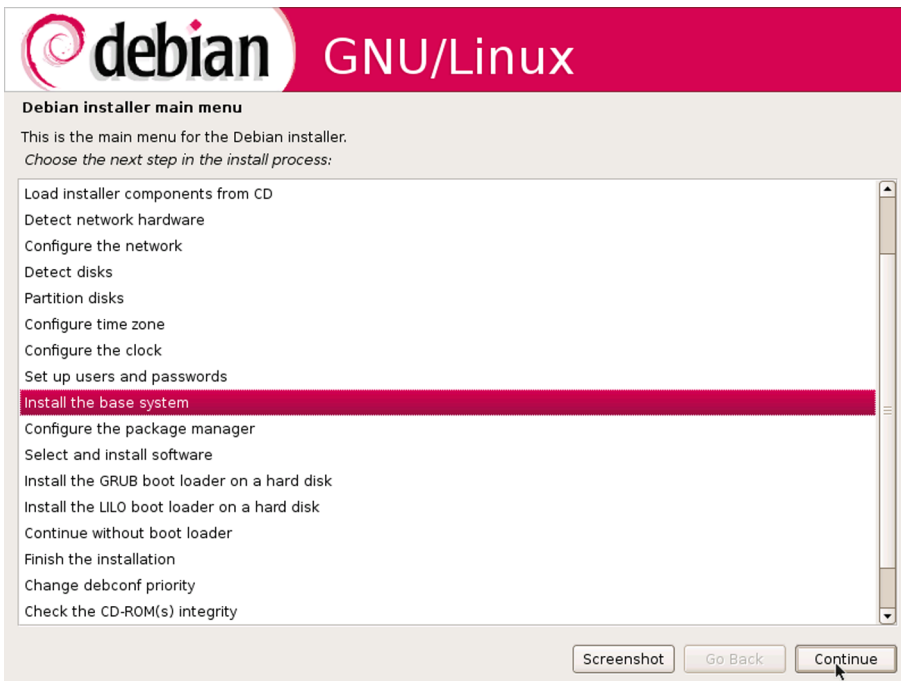 debian GNU/Linux
Debian installer main menu
This is the main menu for the Debian installer.
Choose the next step in the install process:
Load installer components from CD
Detect network hardware
Configure the network
Detect disks
Partition disks
Configure time zone
Configure the clock
Set up users and passwords
Install the base system
Configure the package manager
Select and install software
Install the GRUB boot loader on a hard disk
Install the LILO boot loader on a hard disk
Continue without boot loader
Finish the installation
Change debconf priority
Check the CD-ROM(s) integrity
Screenshot Go Back Continue